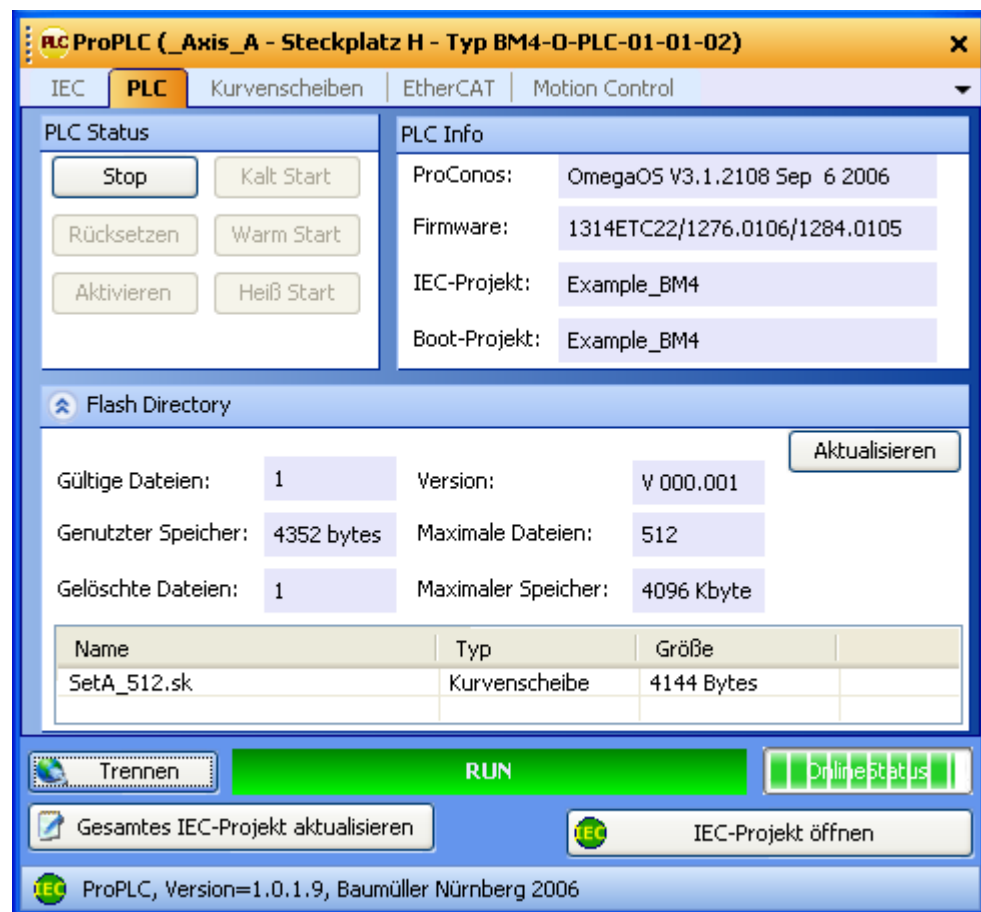 PLC ProPLC (_Axis_A - Steckplatz H - Typ BM4-O-PLC-01-01-02)
IEC PLC Kurvenscheiben EtherCAT Motion Control
PLC Status
Stop Kalt Start
Rücksetzen Warm Start
Aktivieren Heiß Start
PLC Info
ProConos: OmegaOS V3.1.2108 Sep 6 2006
Firmware: 1314ETC22/1276.0106/1284.0105
IEC-Projekt: Example_BM4
Boot-Projekt: Example_BM4
Flash Directory
Aktualisieren
Gültige Dateien: 1 Version: V 000.001
Genutzter Speicher: 4352 bytes Maximale Dateien: 512
Gelöschte Dateien: 1 Maximaler Speicher: 4096 Kbyte
Name Typ Größe
SetA_512.sk Kurvenscheibe 4144 Bytes
Trennen RUN OnlineStatus
Gesamtes IEC-Projekt aktualisieren IEC IEC-Projekt öffnen
IEC ProPLC, Version=1.0.1.9, Baumüller Nürnberg 2006